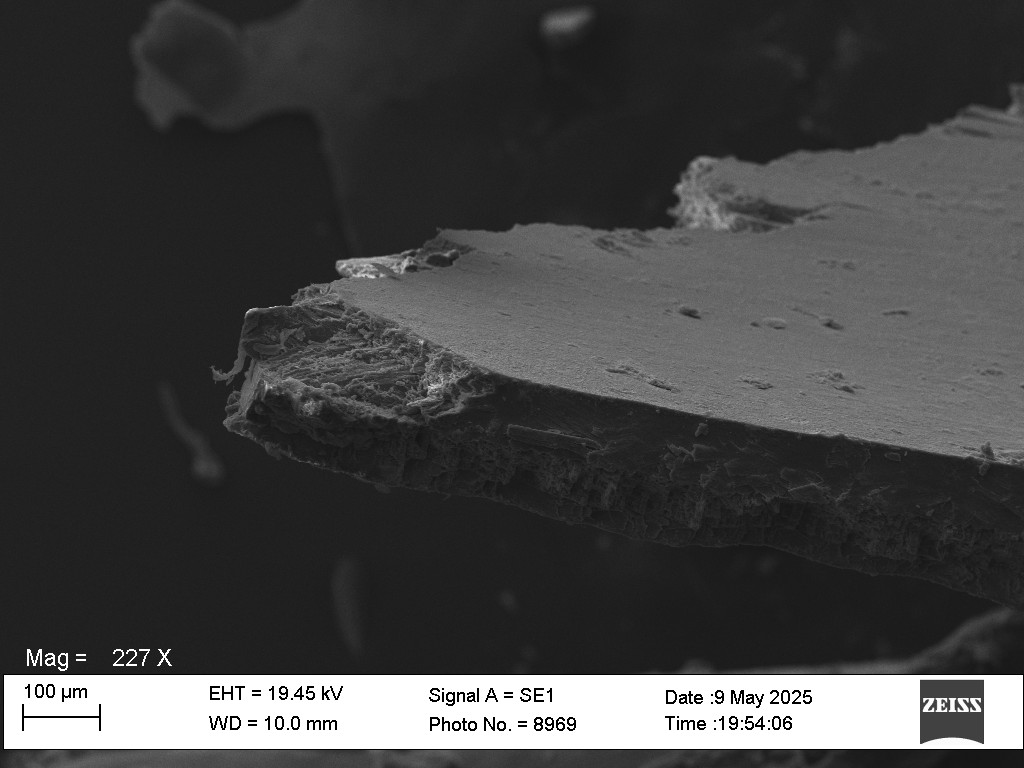 Mag = 227 X
100 µm
EHT = 19.45 kV
Signal A = SE1
Date :9 May 2025
WD = 10.0 mm
Photo No. = 8969
Time :19:54:06
ZEISS